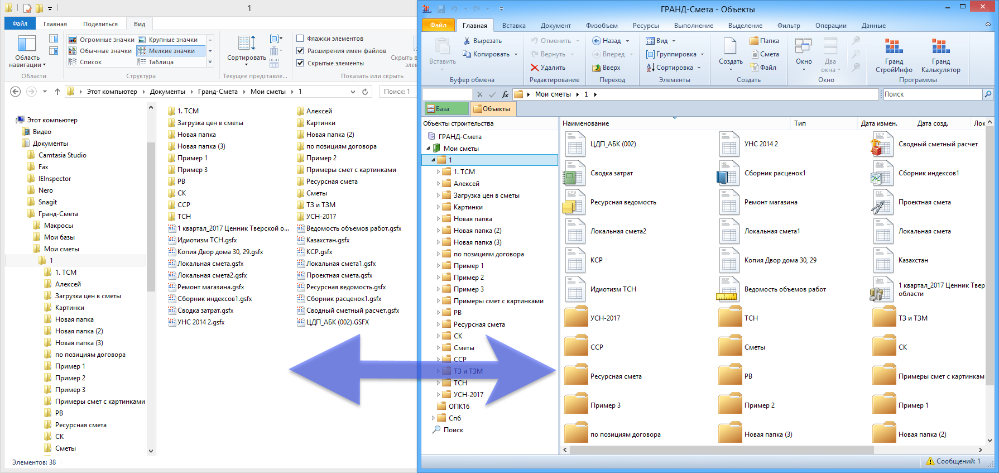 1
Файл
Главная
Поделиться
Вид
Область навигации
Области
Огромные значки
Крупные значки
Обычные значки
Мелкие значки
Список
Таблица
Структура
Сортировать
Текущее представле...
Флажки элементов
Расширения имен файлов
Скрытые элементы
Скрыть в
элем
Показать или скрыть
Этот компьютер
Документы
Гранд-Смета
Мои сметы
1
Поиск: 1
Этот компьютер
Видео
Документы
Camtasia Studio
Fax
IEInspector
Nero
Snagit
Гранд-Смета
Макросы
Мои базы
Мои сметы
1
1. ТСМ
Алексей
Загрузка цен в сметы
Картинки
Новая папка
Новая папка (2)
Новая папка (3)
по позициям договора
Пример 1
Пример 2
Пример 3
Примеры смет с картинками
РВ
Ресурсная смета
СК
Сметы
1. ТСМ
Алексей
Загрузка цен в сметы
Картинки
Новая папка
Новая папка (2)
Новая папка (3)
по позициям договора
Пример 1
Пример 2
Пример 3
Примеры смет с картинками
РВ
Ресурсная смета
СК
Сметы
ССР
ТЗ и ТЗМ
ТСН
УСН-2017
1 квартал_2017 Ценник Тверской о...
Ведомость объемов работ.gsfx
Идиотизм ТСН.gsfx
Казахстан.gsfx
Копия Двор дома 30, 29.gsfx
КСР.gsfx
Локальная смета.gsfx
Локальная смета1.gsfx
Локальная смета2.gsfx
Проектная смета.gsfx
Ремонт магазина.gsfx
Ресурсная ведомость.gsfx
Сборник индексов1.gsfx
Сборник расценок1.gsfx
Сводка затрат.gsfx
Сводный сметный расчет.gsfx
УНС 2014 2.gsfx
ЦДП_АБК (002).GSFX
Элементов: 38
ГРАНД-Смета - Объекты
Файл
Главная
Вставка
Документ
Физобъем
Ресурсы
Выполнение
Выделение
Фильтр
Операции
Данные
Вставить
Вырезать
Копировать
Буфер обмена
Отменить
Вернуть
Удалить
Редактирование
Назад
Вперед
Вверх
Переход
Вид
Группировка
Сортировка
Элементы
Создать
Папка
Смета
Файл
Создать
Окно
Два окна
Окно
Гранд СтройИнфо
Гранд Калькулятор
Программы
fx
Мои сметы
1
Поиск
База
Объекты
Объекты строительства
ГРАНД-Смета
Мои сметы
1
1. ТСМ
Алексей
Загрузка цен в сметы
Картинки
Новая папка
Новая папка (2)
Новая папка (3)
по позициям договора
Пример 1
Пример 2
Пример 3
Примеры смет с картинками
РВ
Ресурсная смета
СК
Сметы
ССР
ТЗ и ТЗМ
ТСН
УСН-2017
ОПК16
Спб
Поиск
Наименование
Тип
Дата измен.
Дата созд.
Лок
ЦДП_АБК (002)
УНС 2014 2
ССР
Сводный сметный расчет
Сводка затрат
НБ
Сборник расценок1
Инд
Сборник индексов1
СРВ
Ресурсная ведомость
Ремонт магазина
ПС
Проектная смета
Локальная смета2
Локальная смета1
Локальная смета
КСР
Копия Двор дома 30, 29
Казахстан
Идиотизм ТСН
ВОР
Ведомость объемов работ
Цен
1 квартал_2017 Ценник Твер
области
УСН-2017
ТСН
ТЗ и ТЗМ
ССР
Сметы
СК
Ресурсная смета
РВ
Примеры смет с картинкам
Пример 3
Пример 2
Пример 1
по позициям договора
Новая папка (3)
Новая папка (2)
Сообщений: 1